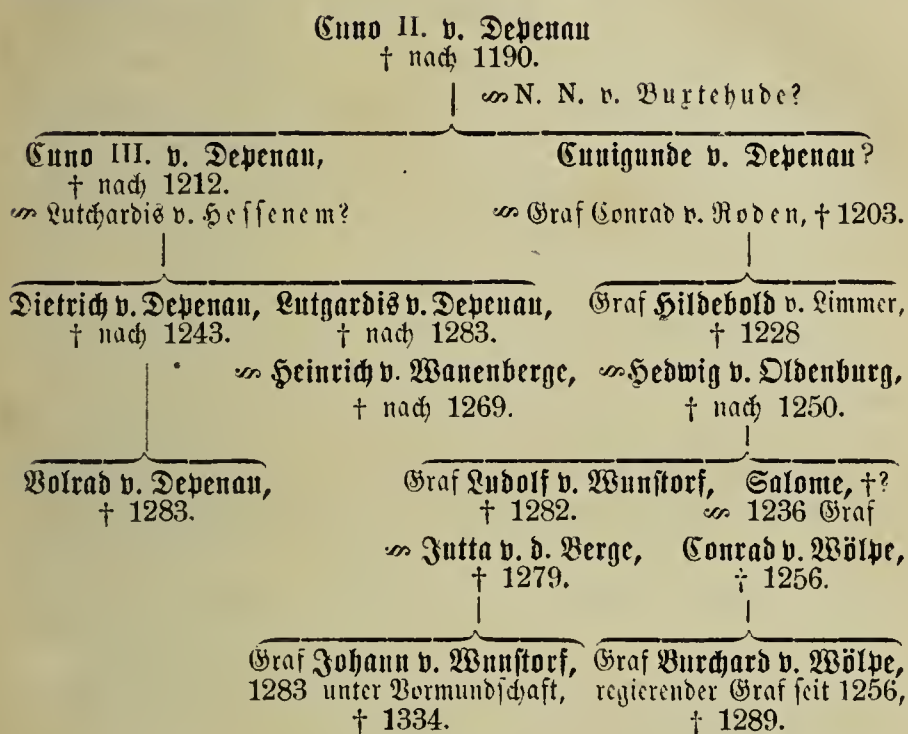 Cuno II. v. Depenau
† nach 1190.
⚭ N. N. v. Buxtehude?
Cuno III. v. Depenau, Cunigunde v. Depenau?
† nach 1212.
⚭ Lutchardis v. Hessenem? ⚭ Graf Conrad v. Roden, † 1203.
Dietrich v. Depenau, Lutgardis v. Depenau, Graf Hildebold v. Limmer,
† nach 1243. † nach 1283. † 1228
⚭ Heinrich v. Wanenberge, ⚭ Hedwig v. Oldenburg,
† nach 1269. † nach 1250.
Volrad v. Depenau, Graf Ludolf v. Wunstorf, Salome, †?
† 1283. † 1282. ⚭ 1236 Graf
⚭ Jutta v. d. Berge, Conrad v. Wölpe,
† 1279. † 1256.
Graf Johann v. Wunstorf, Graf Burchard v. Wölpe,
1283 unter Vormundschaft, regierender Graf seit 1256,
† 1334. † 1289.